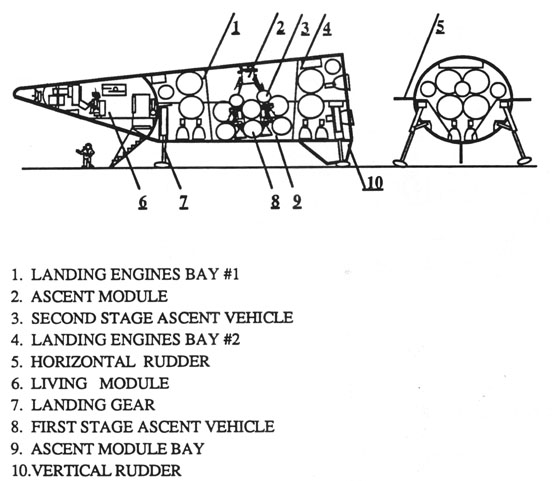 1 2 3 4 5
6 7 8 9 10
1. LANDING ENGINES BAY #1
2. ASCENT MODULE
3. SECOND STAGE ASCENT VEHICLE
4. LANDING ENGINES BAY #2
5. HORIZONTAL RUDDER
6. LIVING MODULE
7. LANDING GEAR
8. FIRST STAGE ASCENT VEHICLE
9. ASCENT MODULE BAY
10.VERTICAL RUDDER